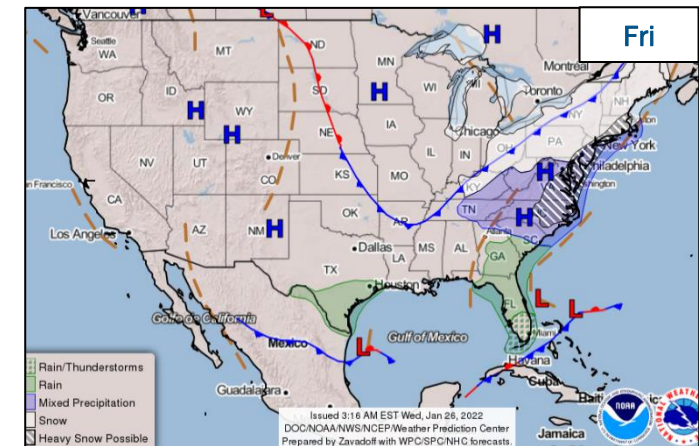 Fri
Vancouver
Seattle
WA
MT
ND
MN
Montreal
OR
ID
WY
SD
WI
MI
Toronto
NY
NH
IA
Chicago
New York
NE
PA
Philadelphia
NV
UT
Denver
CO
KS
MO
IL
IN
OH
KY
Washington
San Francisco
CA
OK
AR
TN
Los Angeles
AZ
NM
Dallas
MS
AL
Atlanta
SC
TX
LA
GA
Houston
FL
Golfo de California
Mexico
Gulf of Mexico
Miami
Havana
Cuba
Guadalajara
Jamaica
H
H
H
H
H
H
H
L
L
L
L
Rain/Thunderstorms
Rain
Mixed Precipitation
Snow
Heavy Snow Possible
Issued 3:16 AM EST Wed, Jan 26, 2022
DOC/NOAA/NWS/NCEP/Weather Prediction Center
Prepared by Zavadoff with WPC/SPC/NHC forecasts.
NOAA